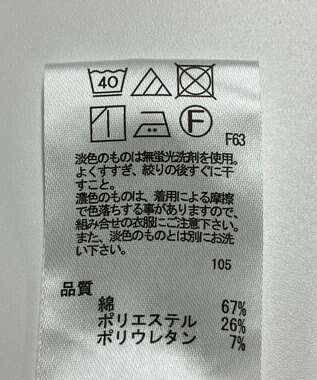 40
F
F63
淡色のものは無蛍光洗剤を使用。
よくすすぎ、絞りの後すぐに干
すこと。
濃色のものは、着用による摩擦
で色落ちする事がありますので、
組み合せの衣服にご注意下さい。
また、淡色のものとは別にお洗
い下さい。
105
品質
綿 67%
ポリエステル 26%
ポリウレタン 7%